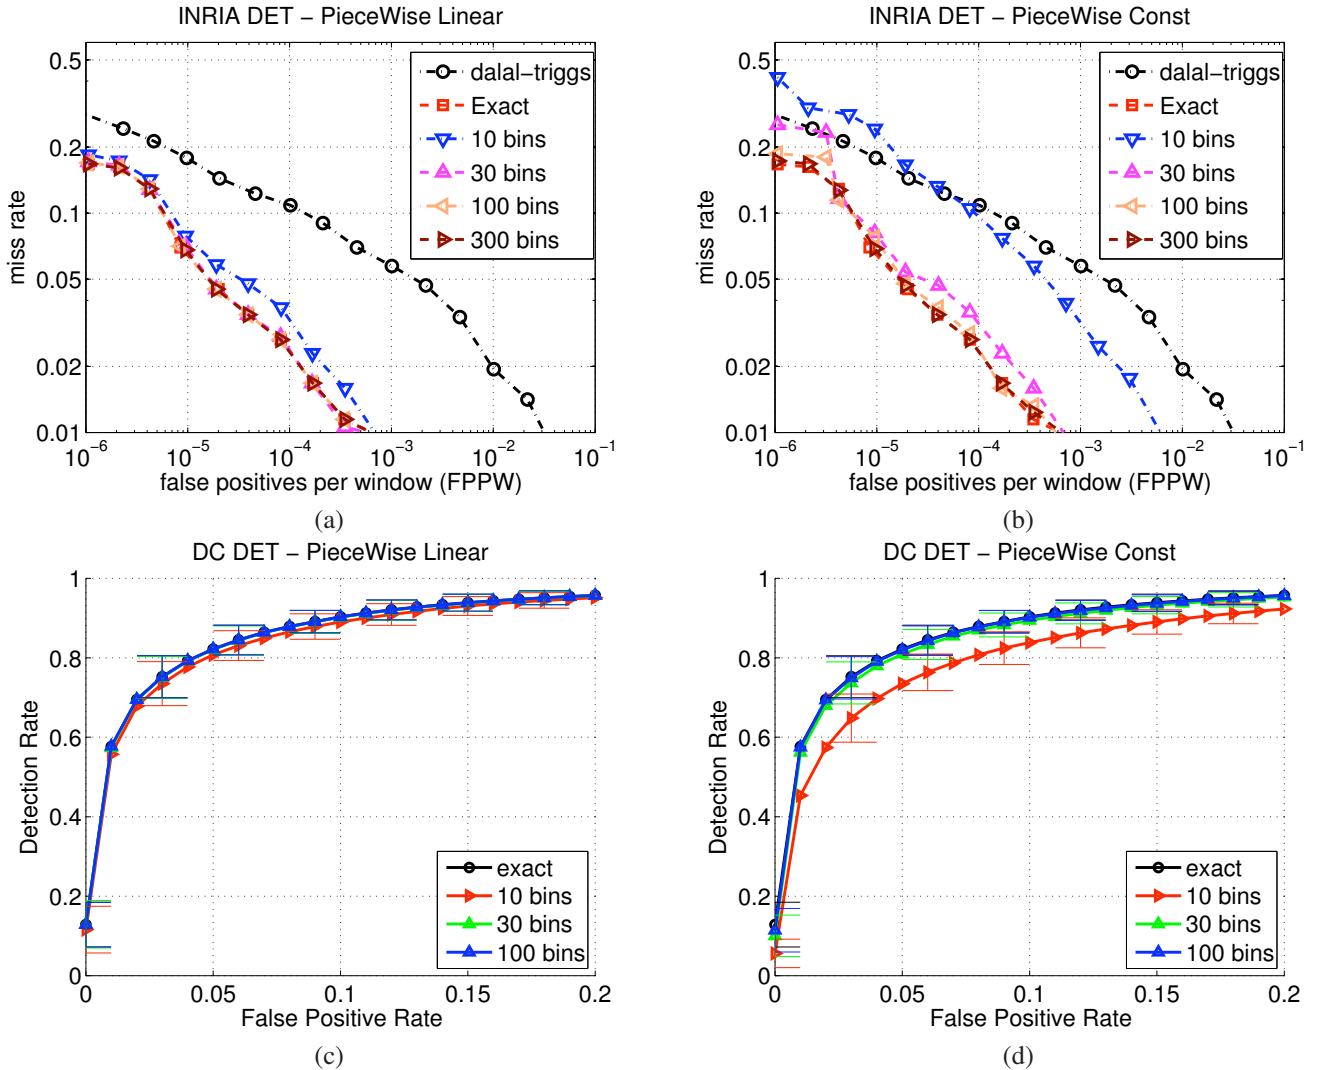 INRIA DET − PieceWise Linear
0.5
0.2
0.1
0.05
0.02
0.01
miss rate
dalal−triggs
Exact
10 bins
30 bins
100 bins
300 bins
10−6
10−5
10−4
10−3
10−2
10−1
false positives per window (FPPW)
(a)
INRIA DET − PieceWise Const
0.5
0.2
0.1
0.05
0.02
0.01
miss rate
dalal−triggs
Exact
10 bins
30 bins
100 bins
300 bins
10−6
10−5
10−4
10−3
10−2
10−1
false positives per window (FPPW)
(b)
DC DET − PieceWise Linear
1
0.8
0.6
0.4
0.2
0
Detection Rate
exact
10 bins
30 bins
100 bins
0
0.05
0.1
0.15
0.2
False Positive Rate
(c)
DC DET − PieceWise Const
1
0.8
0.6
0.4
0.2
0
Detection Rate
exact
10 bins
30 bins
100 bins
0
0.05
0.1
0.15
0.2
False Positive Rate
(d)